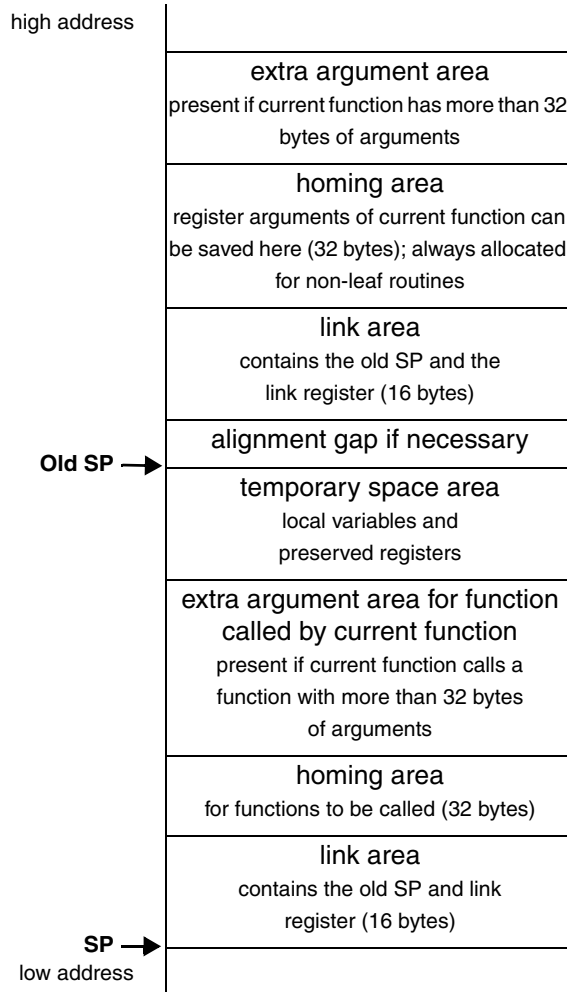 high address
extra argument area
present if current function has more than 32
bytes of arguments
homing area
register arguments of current function can
be saved here (32 bytes); always allocated
for non-leaf routines
link area
contains the old SP and the
link register (16 bytes)
alignment gap if necessary
Old SP
temporary space area
local variables and
preserved registers
extra argument area for function
called by current function
present if current function calls a
function with more than 32 bytes
of arguments
homing area
for functions to be called (32 bytes)
link area
contains the old SP and link
register (16 bytes)
SP
low address